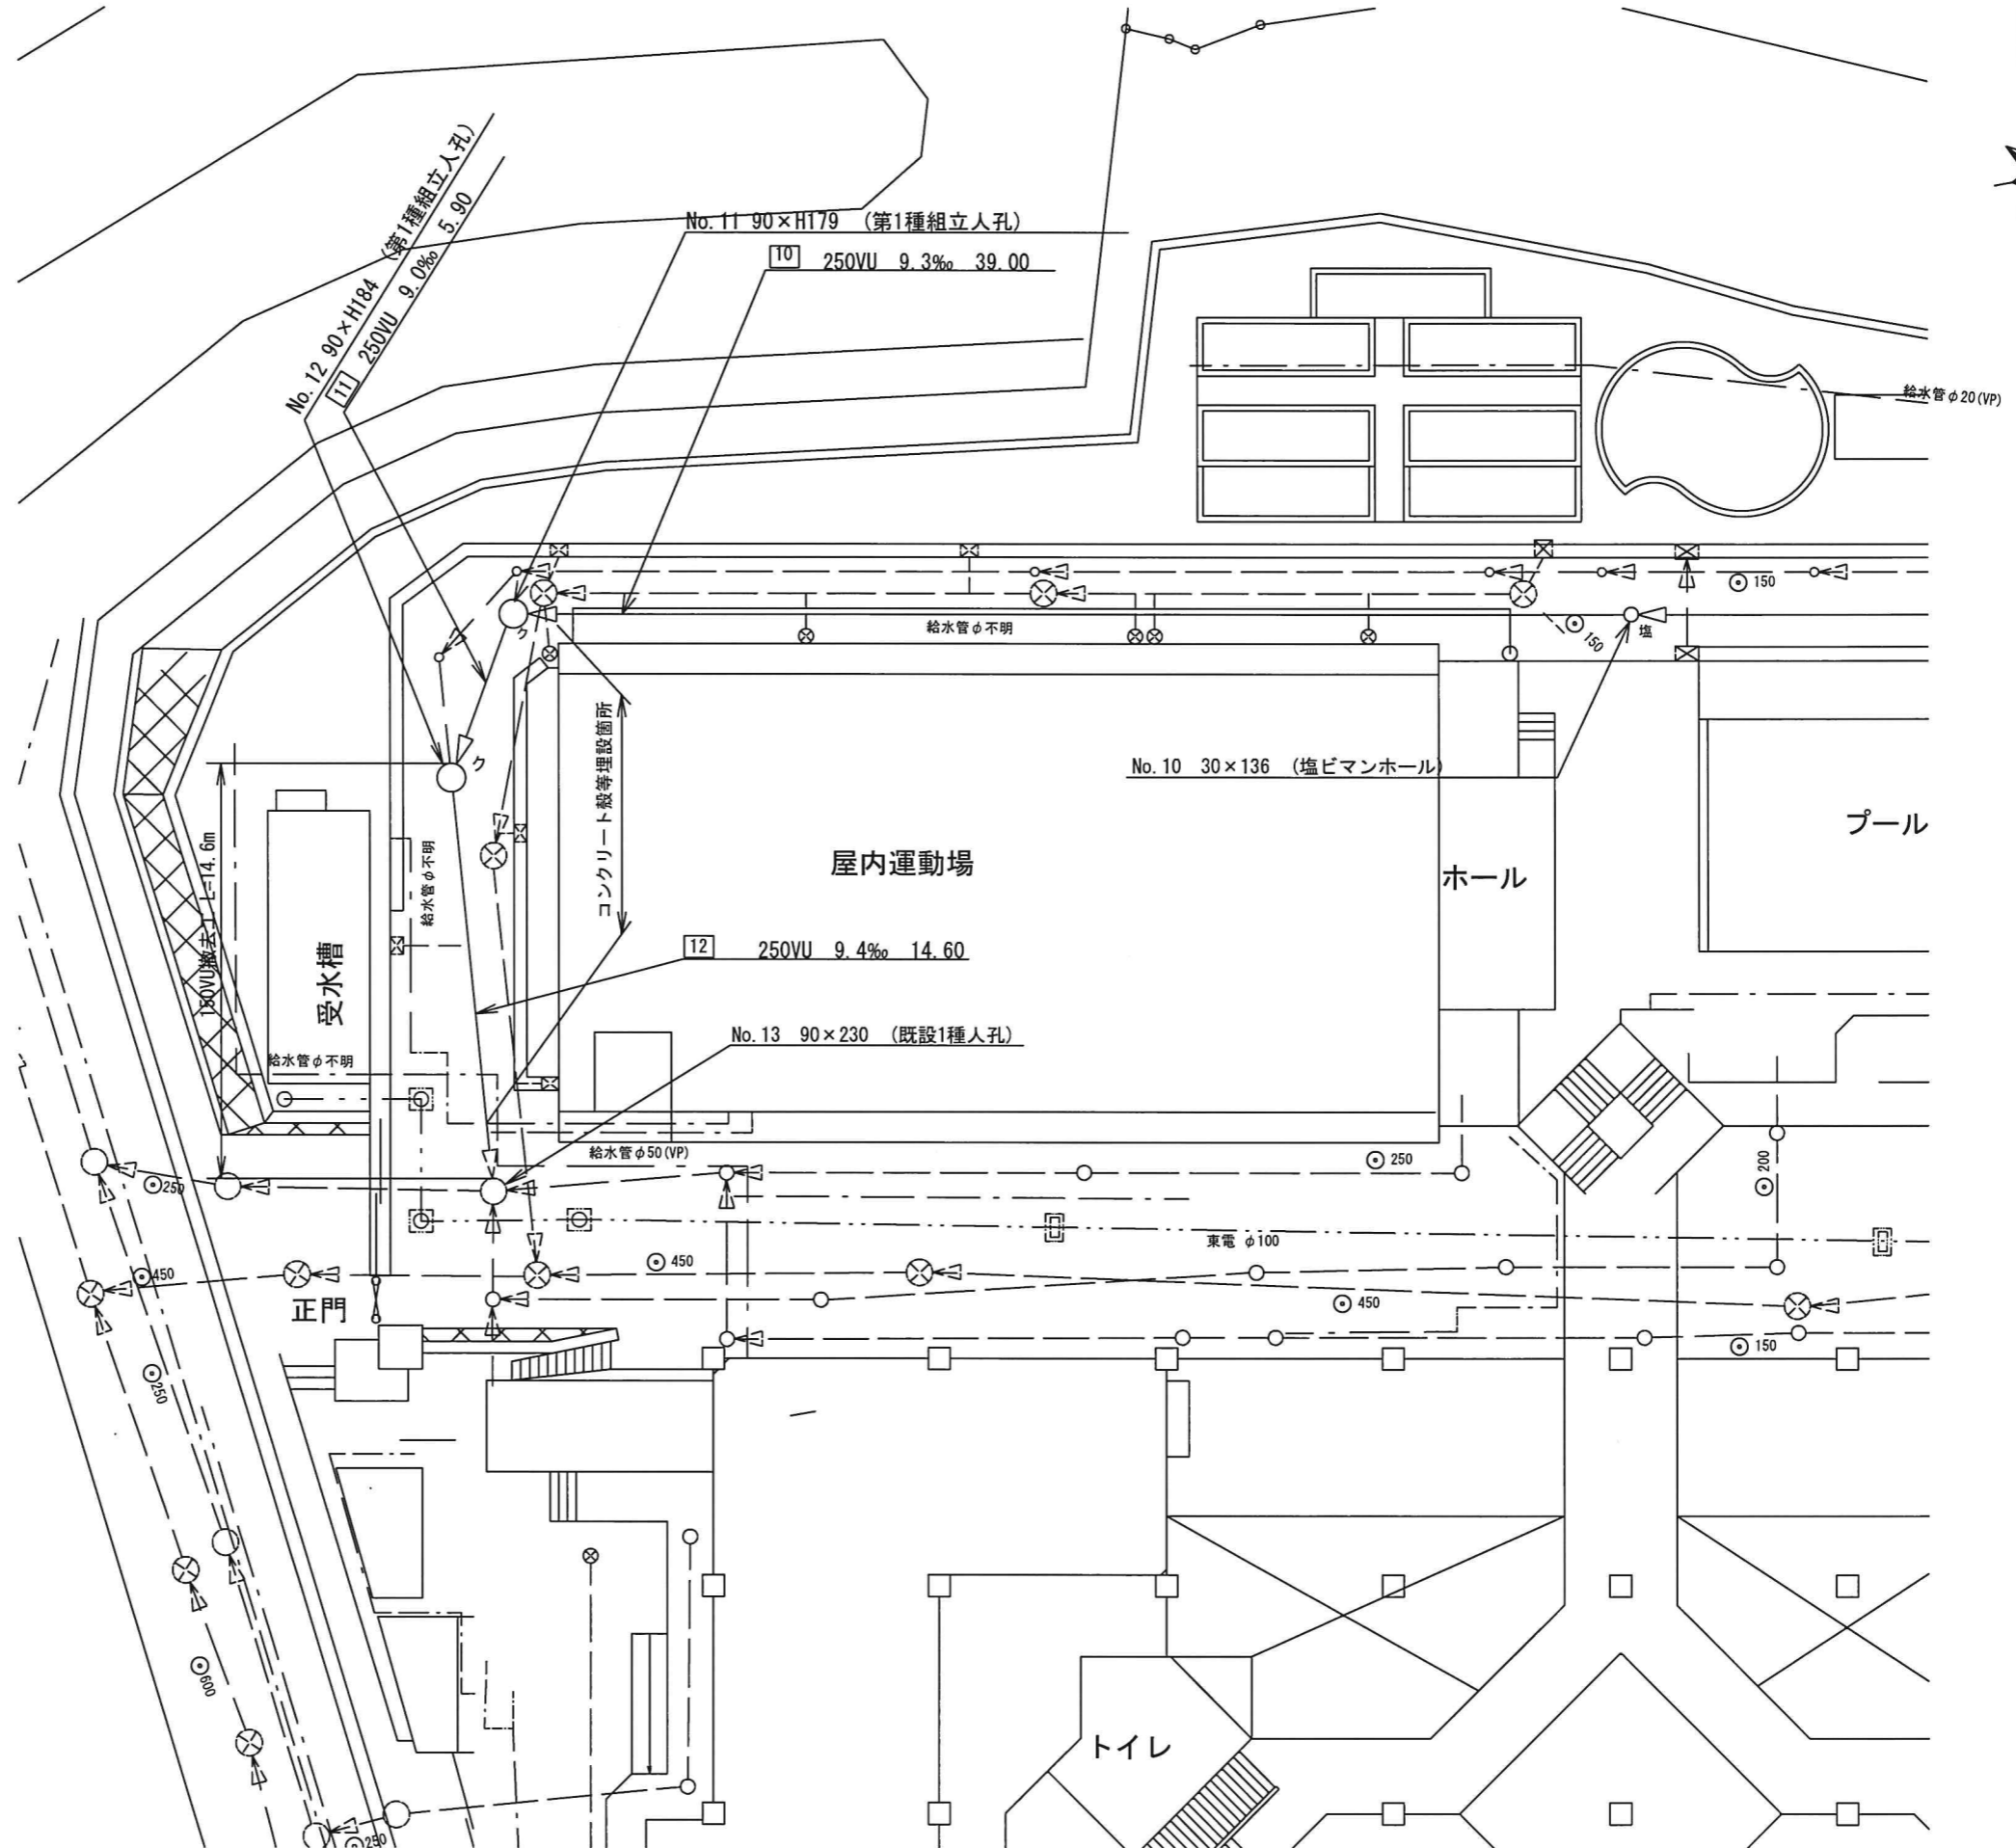 No.12 90×H184 (第1種組立人孔)
11 250VU 9.0‰ 5.90
No.11 90×H179 (第1種組立人孔)
10 250VU 9.3‰ 39.00
給水管φ20(VP)
150
給水管φ不明
150
塩
ク
ク
コンクリート殻等埋設箇所
No.10 30×136 (塩ビマンホール)
プール
屋内運動場
ホール
150VU撤去工 L=14.6m
給水管φ不明
受水槽
12 250VU 9.4‰ 14.60
No.13 90×230 (既設1種人孔)
給水管φ不明
給水管φ50(VP)
250
200
250
東電 φ100
450
450
450
正門
150
250
600
トイレ
250